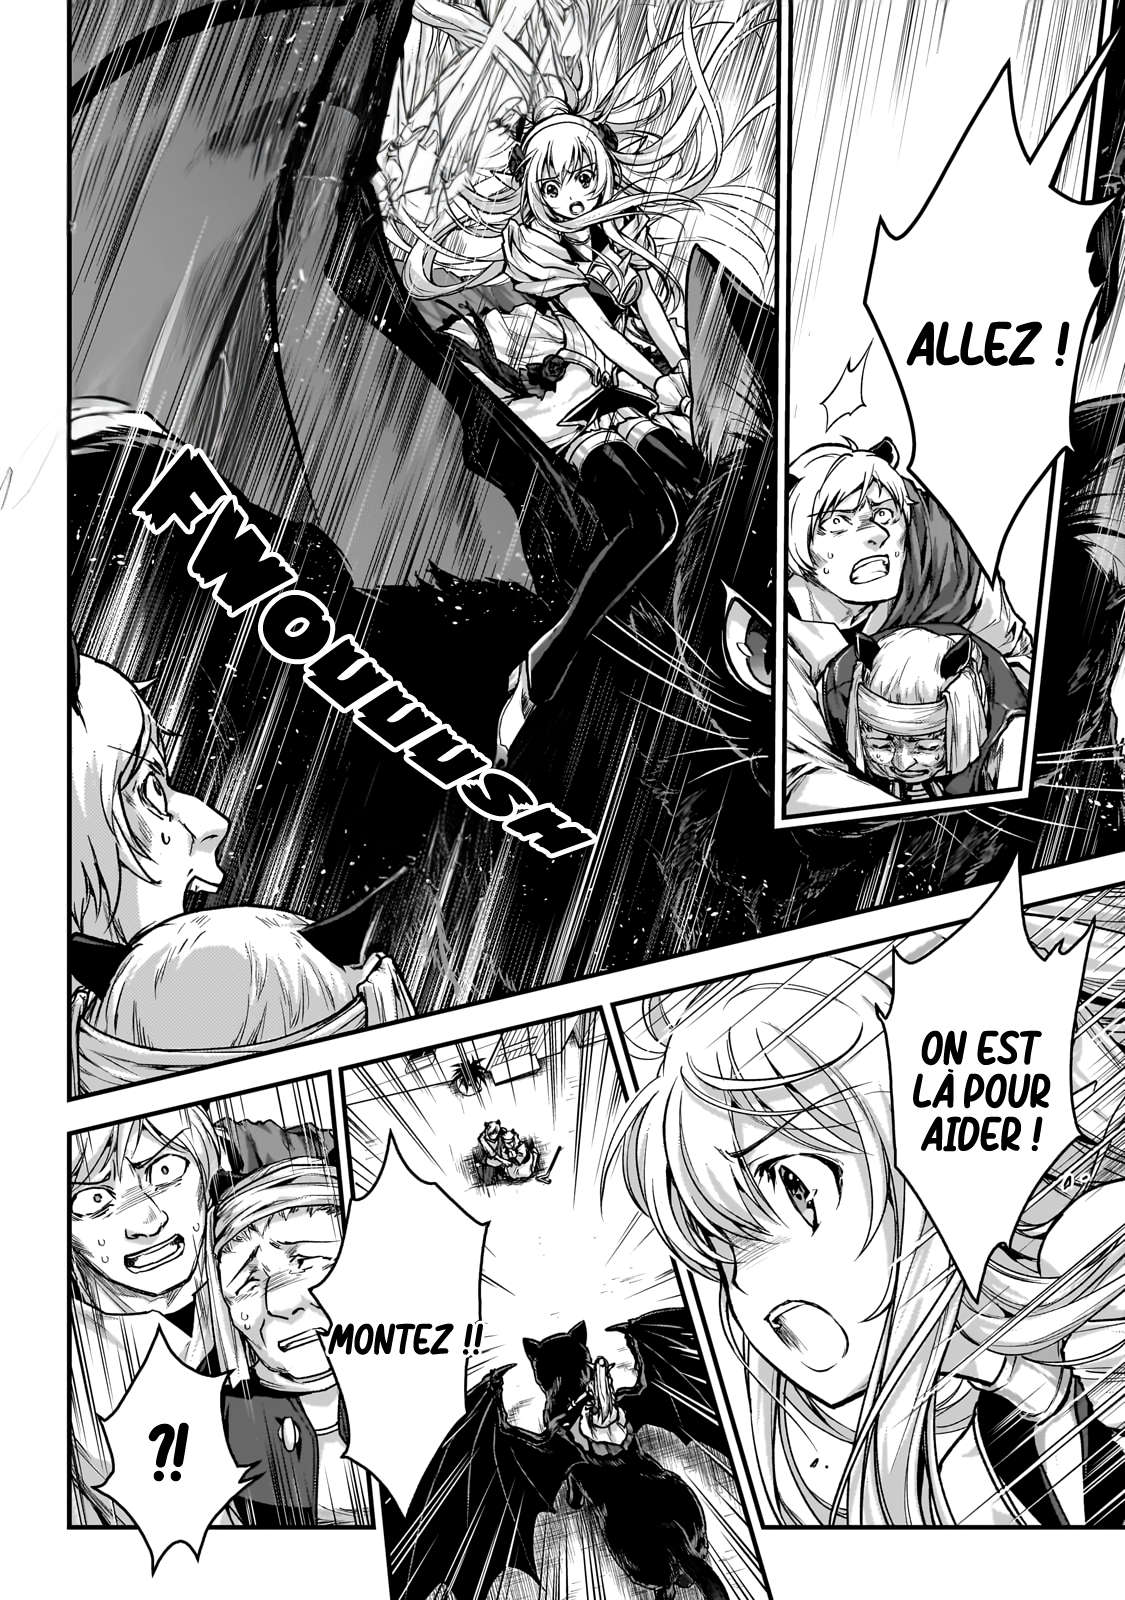 ALLEZ !
FWOUUUSH
ON EST
LÀ POUR
AIDER !
MONTEZ !!
?!